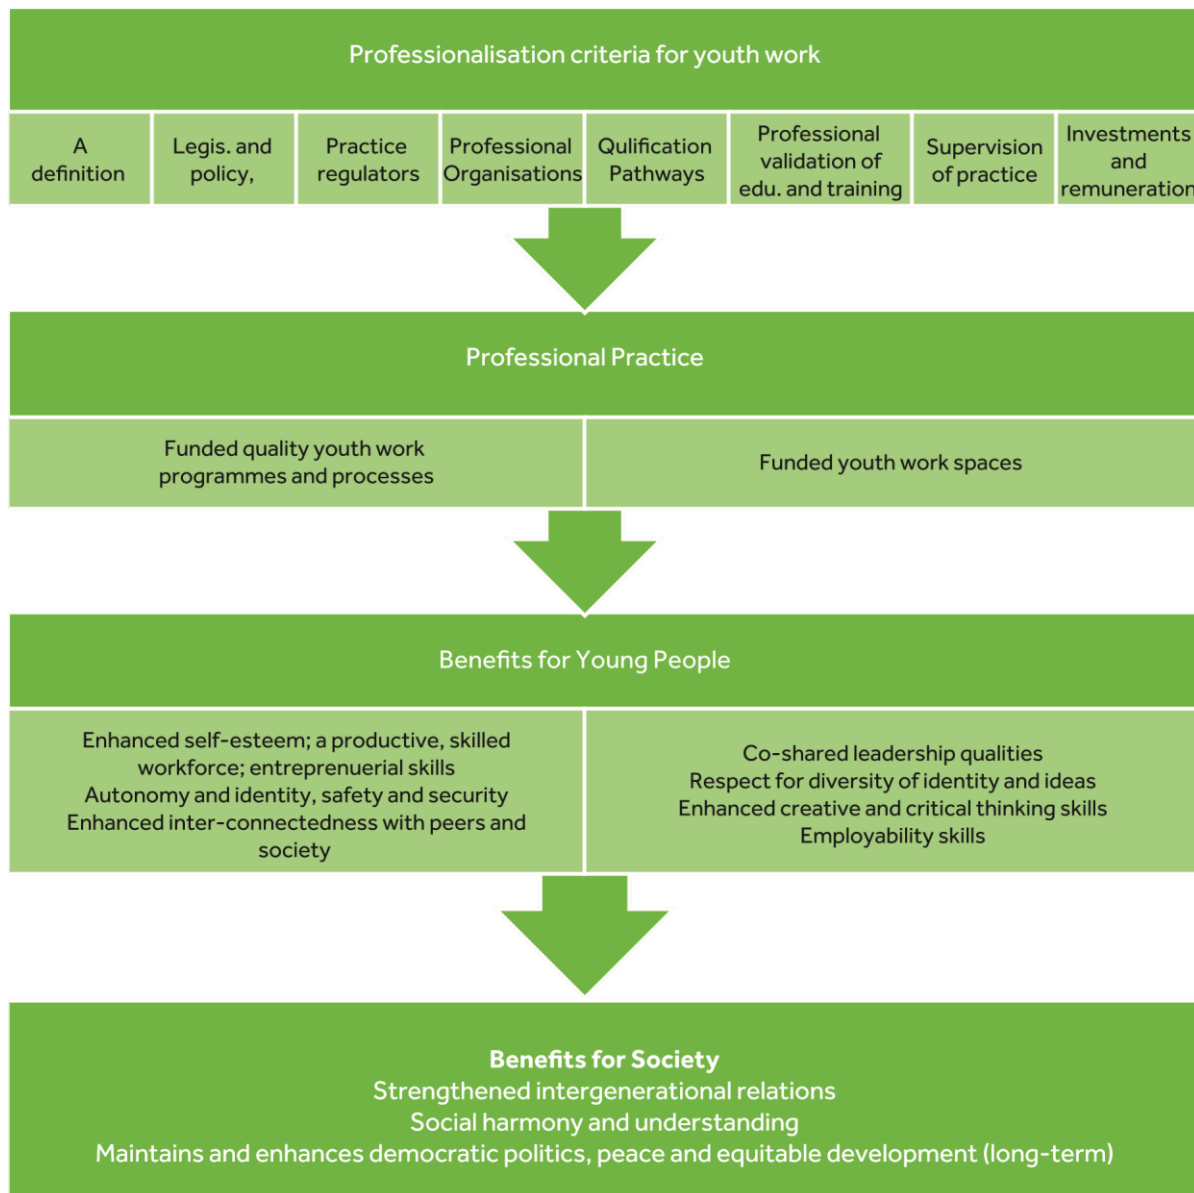 Professionalisation criteria for youth work
A
definition
Legis. and
policy,
Practice
regulators
Professional
Organisations
Qulification
Pathways
Professional
validation of
edu. and training
Supervision
of practice
Investments
and
remuneration
Professional Practice
Funded quality youth work
programmes and processes
Funded youth work spaces
Benefits for Young People
Enhanced self-esteem; a productive, skilled
workforce; entreprenuerial skills
Autonomy and identity, safety and security
Enhanced inter-connectedness with peers and
society
Co-shared leadership qualities
Respect for diversity of identity and ideas
Enhanced creative and critical thinking skills
Employability skills
Benefits for Society
Strengthened intergenerational relations
Social harmony and understanding
Maintains and enhances democratic politics, peace and equitable development (long-term)